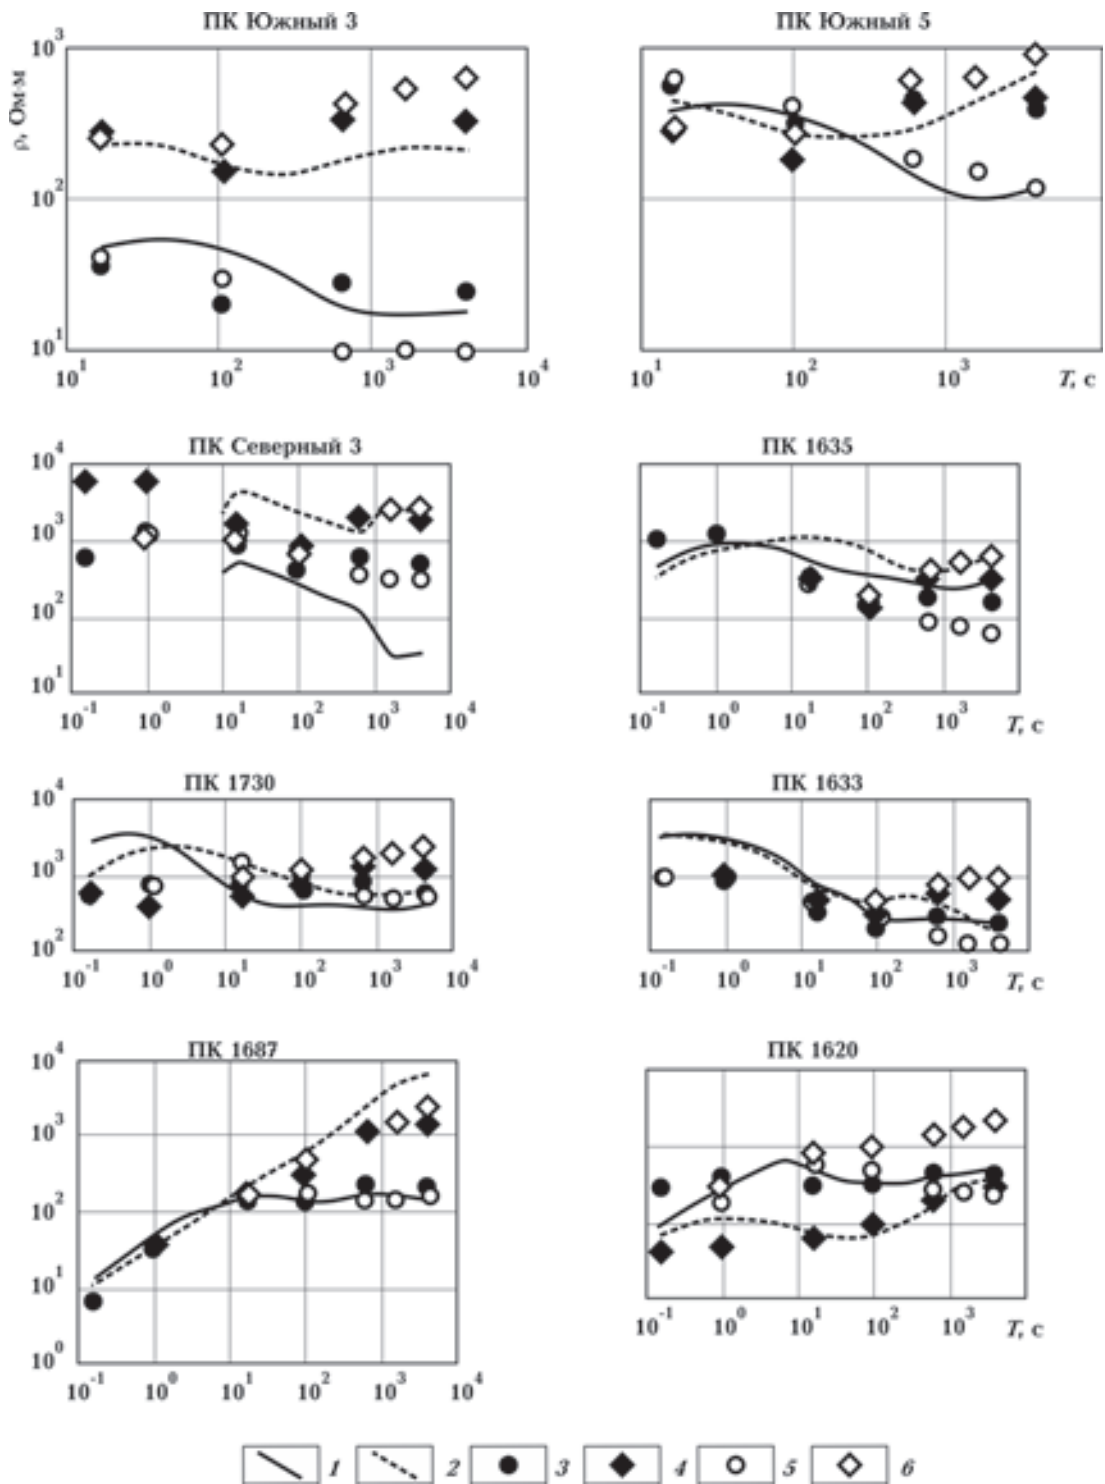 ПК Южный 3
ПК Южный 5
ρ, Ом·м
10³
10²
10¹
10¹ 10² 10³ 10⁴
10¹ 10² 10³ T, с
ПК Северный 3
ПК 1635
10⁴
10³
10²
10¹
10⁻¹ 10⁰ 10¹ 10² 10³ 10⁴
10⁻¹ 10⁰ 10¹ 10² 10³ T, с
ПК 1730
ПК 1633
10⁴
10³
10²
10⁻¹ 10⁰ 10¹ 10² 10³ 10⁴
10⁻¹ 10⁰ 10¹ 10² 10³ T, с
ПК 1687
ПК 1620
10⁴
10³
10²
10¹
10⁰
10⁻¹ 10⁰ 10¹ 10² 10³ 10⁴
10⁻¹ 10⁰ 10¹ 10² 10³ T, с
1 2 3 4 5 6